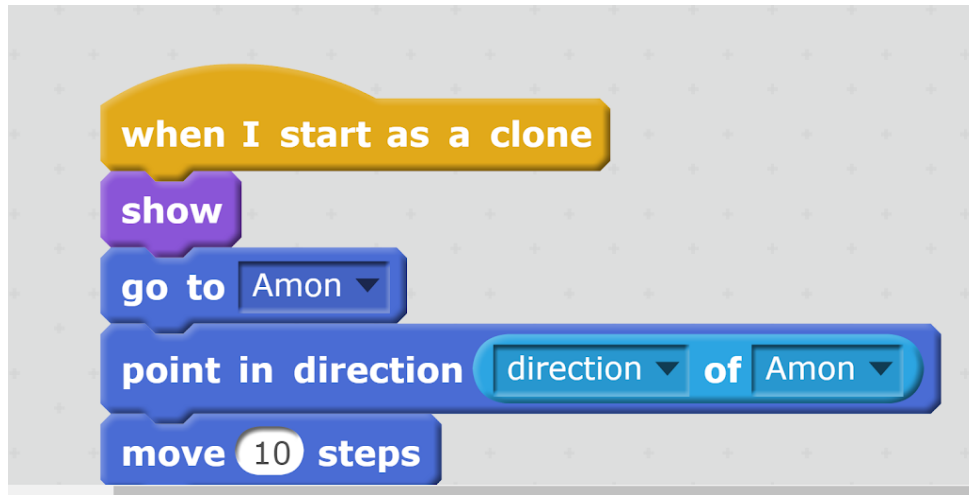 when I start as a clone
show
go to Amon
point in direction direction of Amon
move 10 steps